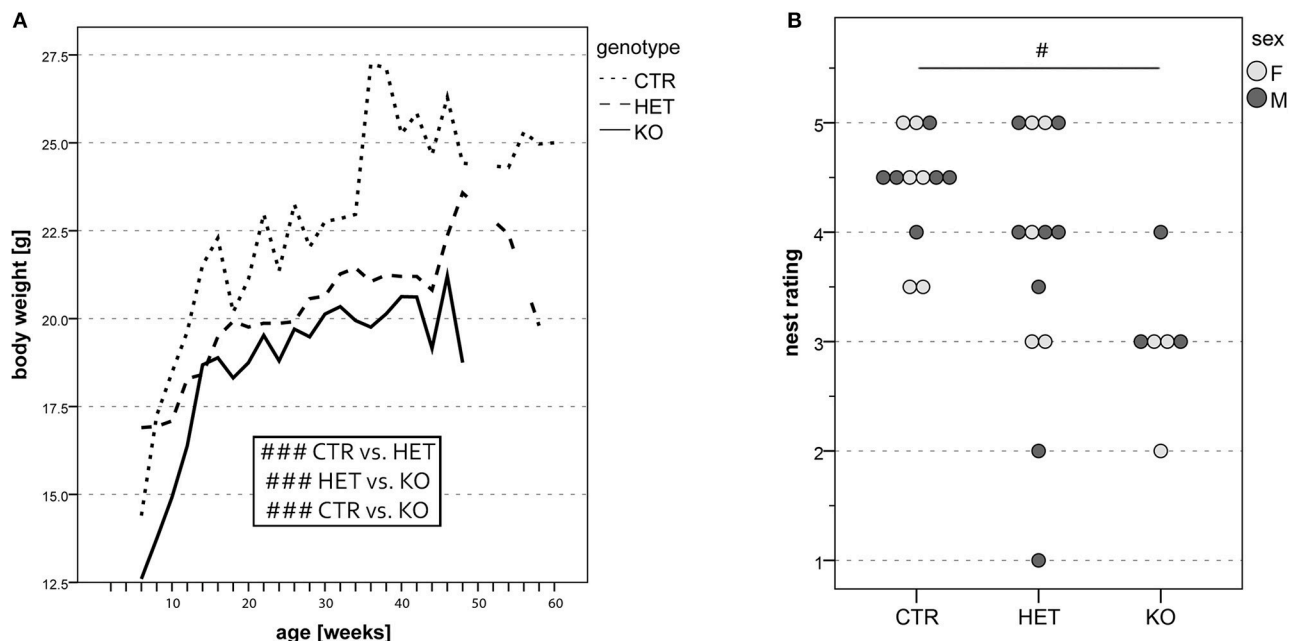 A
27.5
25.0
22.5
20.0
17.5
15.0
12.5
body weight [g]
10
20
30
40
50
60
age [weeks]
genotype
CTR
HET
KO
### CTR vs. HET
### HET vs. KO
### CTR vs. KO
B
#
5
4
3
2
1
nest rating
CTR
HET
KO
sex
F
M